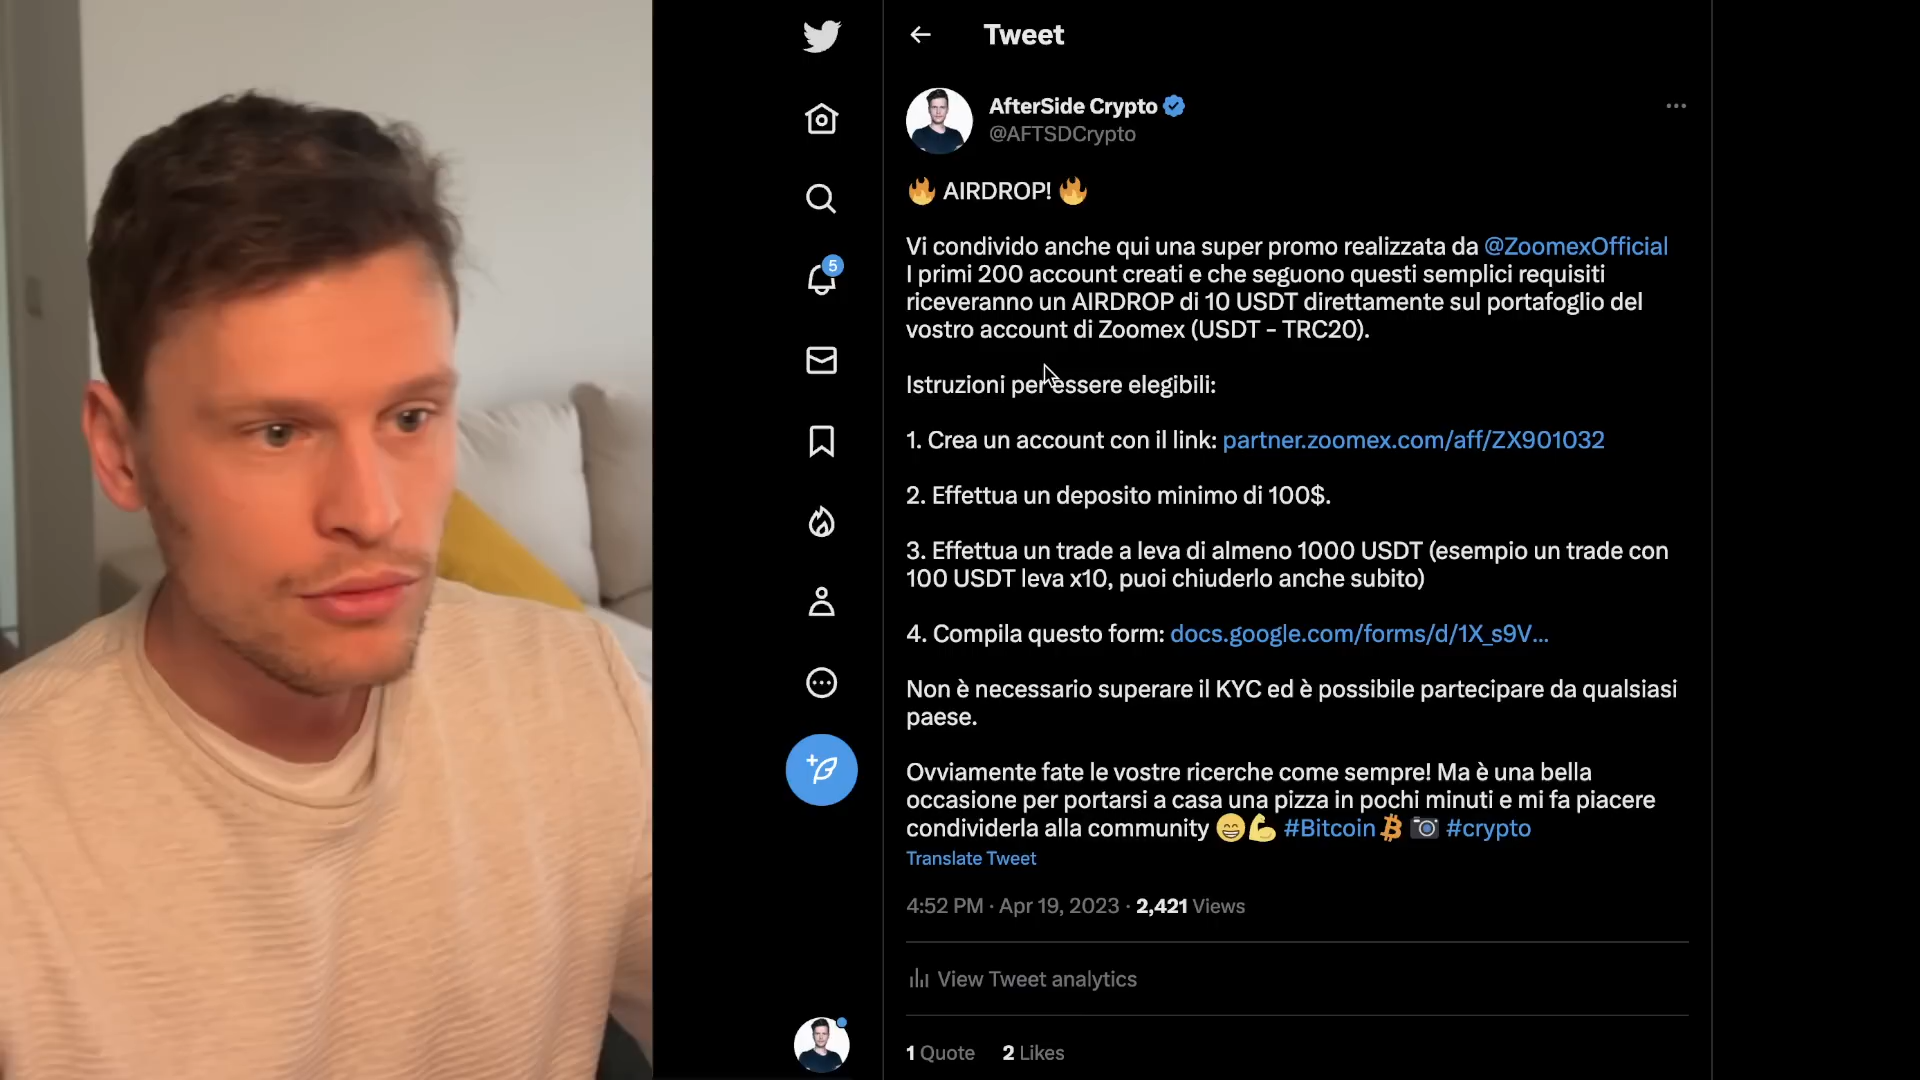 Tweet
AfterSide Crypto
@AFTSDCrypto
🔥 AIRDROP! 🔥
Vi condivido anche qui una super promo realizzata da @ZoomexOfficial
I primi 200 account creati e che seguono questi semplici requisiti
riceveranno un AIRDROP di 10 USDT direttamente sul portafoglio del
vostro account di Zoomex (USDT - TRC20).
Istruzioni per essere elegibili:
1. Crea un account con il link: partner.zoomex.com/aff/ZX901032
2. Effettua un deposito minimo di 100$.
3. Effettua un trade a leva di almeno 1000 USDT (esempio un trade con
100 USDT leva x10, puoi chiuderlo anche subito)
4. Compila questo form: docs.google.com/forms/d/1X_s9V...
Non è necessario superare il KYC ed è possibile partecipare da qualsiasi
paese.
Ovviamente fate le vostre ricerche come sempre! Ma è una bella
occasione per portarsi a casa una pizza in pochi minuti e mi fa piacere
condividerla alla community 😁💪 #Bitcoin 📷 #crypto
Translate Tweet
4:52 PM · Apr 19, 2023 · 2,421 Views
View Tweet analytics
1 Quote 2 Likes
5